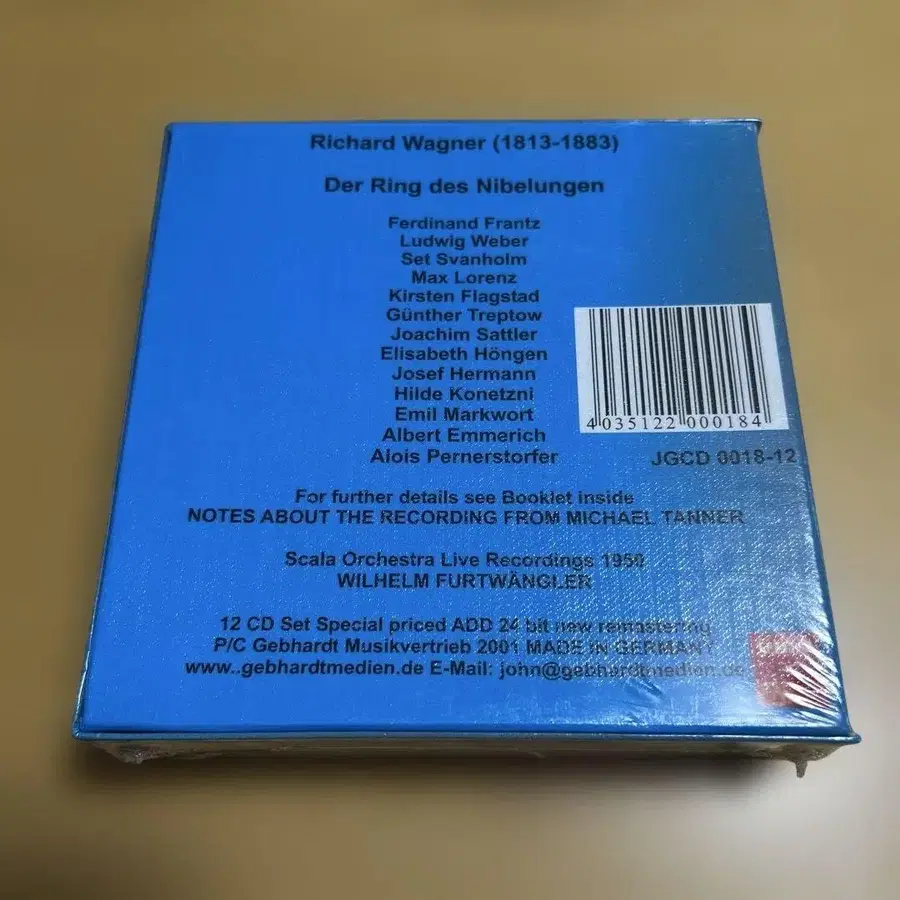 Richard Wagner (1813-1883)
Der Ring des Nibelungen
Ferdinand Frantz
Ludwig Weber
Set Svanholm
Max Lorenz
Kirsten Flagstad
Günther Treptow
Joachim Sattler
Elisabeth Höngen
Josef Hermann
Hilde Konetzni
Emil Markwort
Albert Emmerich
Alois Pernerstorfer
4 035122 000184
JGCD 0018-12
For further details see Booklet inside
NOTES ABOUT THE RECORDING FROM MICHAEL TANNER
Scala Orchestra Live Recordings 1950
WILHELM FURTWÄNGLER
12 CD Set Special priced ADD 24 bit new remastering
P/C Gebhardt Musikvertrieb 2001 MADE IN GERMANY
www..gebhardtmedien.de E-Mail: john@gebhardtmedien.de